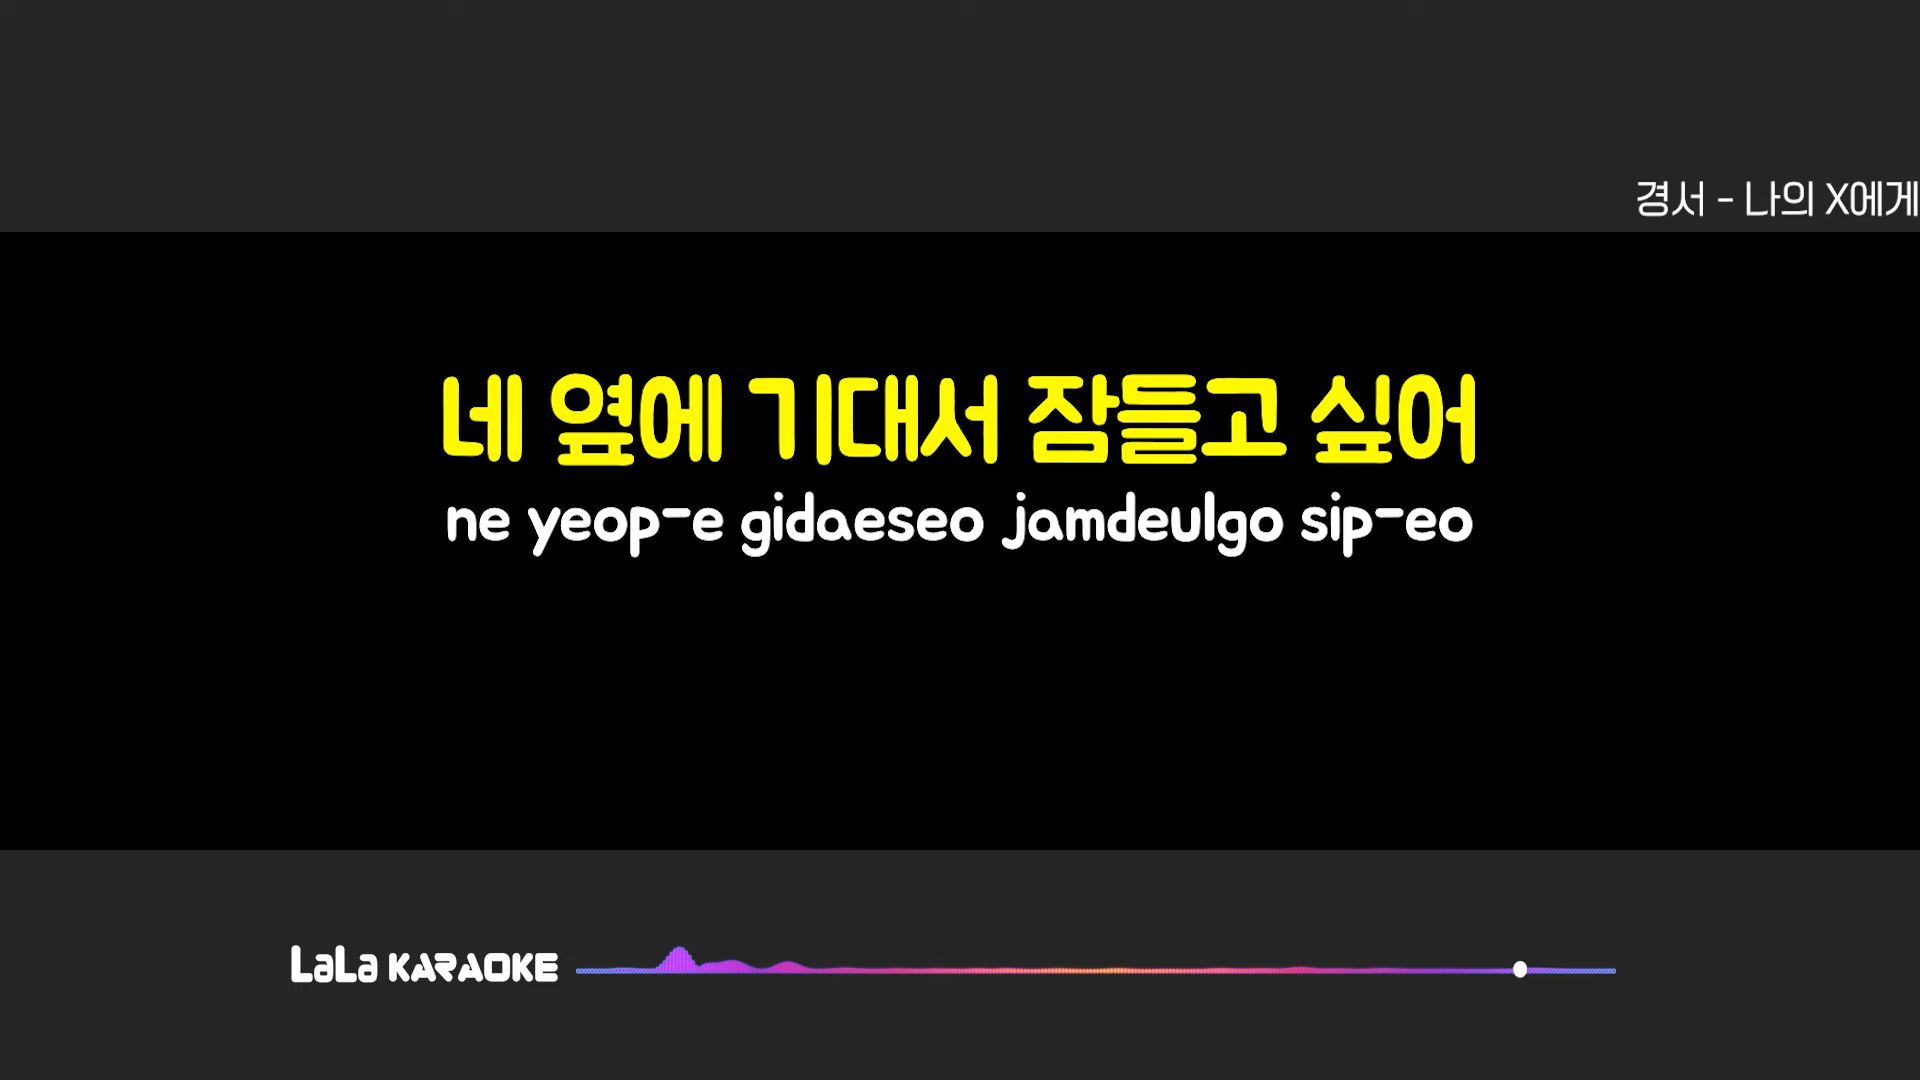 경서 - 나의 X에게
네 옆에 기대서 잠들고 싶어
ne yeop-e gidaeseo jamdeulgo sip-eo
LaLa KARAOKE